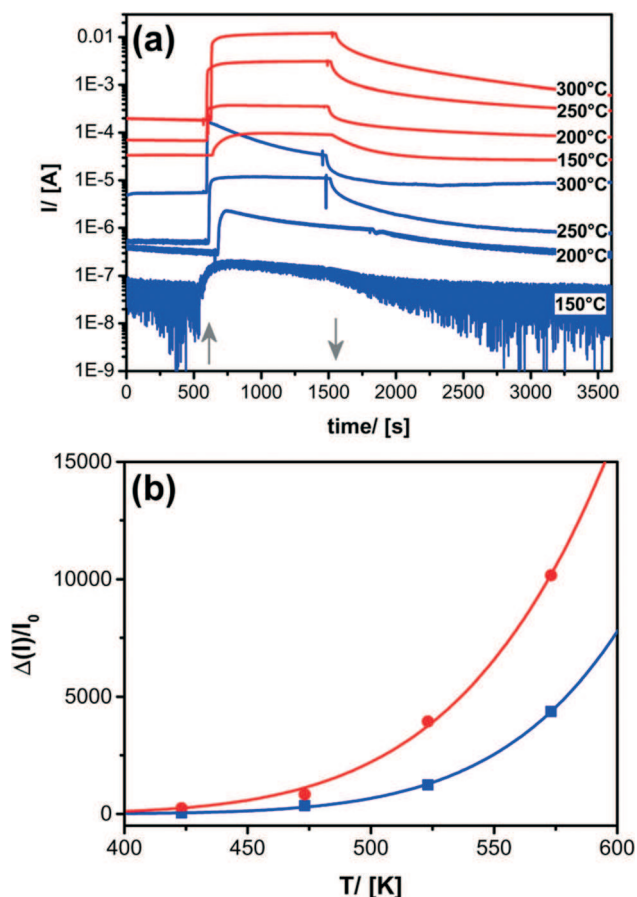 (a)
0.01
1E-3
1E-4
1E-5
1E-6
1E-7
1E-8
1E-9
I/ [A]
300°C
250°C
200°C
150°C
300°C
250°C
200°C
150°C
0 500 1000 1500 2000 2500 3000 3500
time/ [s]
(b)
15000
10000
5000
0
Δ(I)/I₀
400 450 500 550 600
T/ [K]